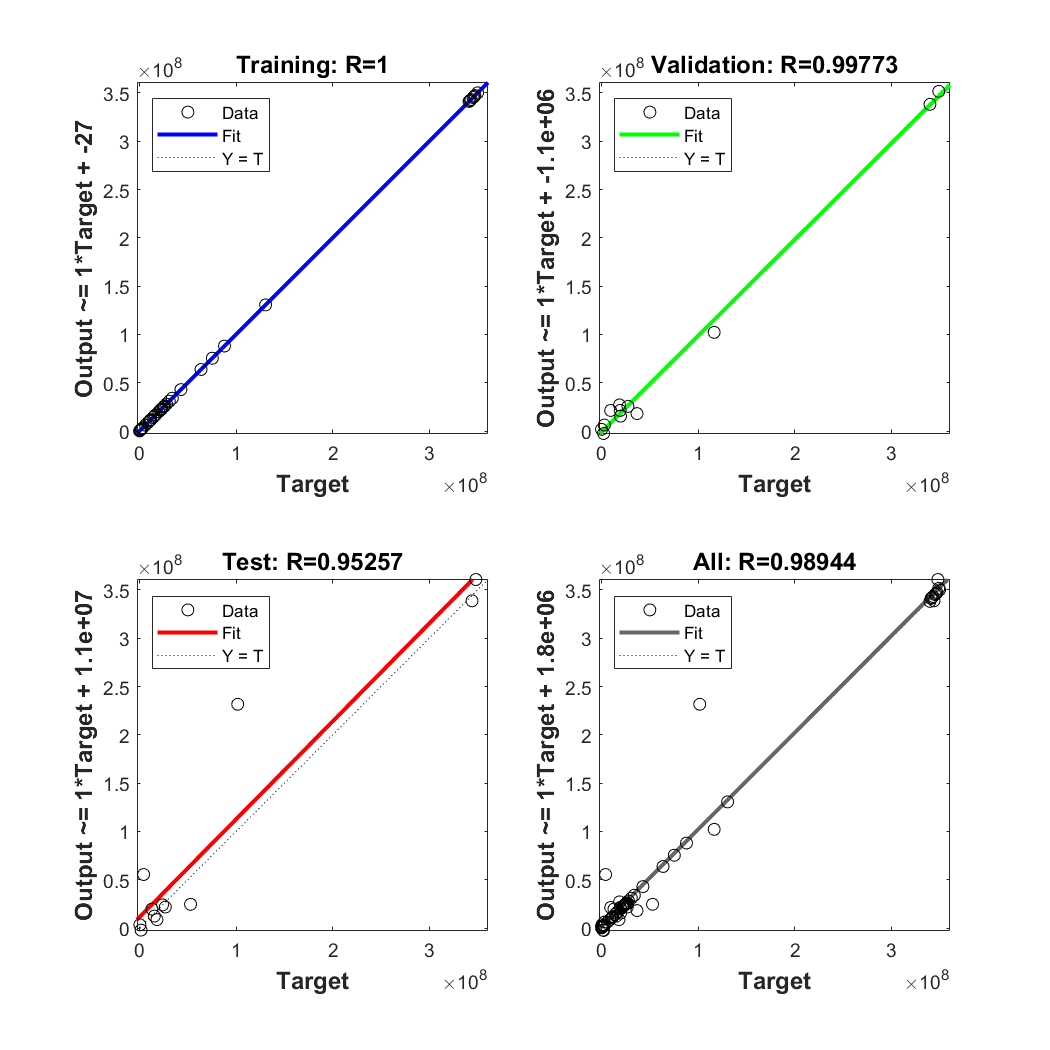 Training: R=1
×10^8
Output ~= 1*Target + -27
3.5
3
2.5
2
1.5
1
0.5
0
Data
Fit
Y = T
0 1 2 3
Target
×10^8
Validation: R=0.99773
×10^8
Output ~= 1*Target + -1.1e+06
3.5
3
2.5
2
1.5
1
0.5
0
Data
Fit
Y = T
0 1 2 3
Target
×10^8
Test: R=0.95257
×10^8
Output ~= 1*Target + 1.1e+07
3.5
3
2.5
2
1.5
1
0.5
0
Data
Fit
Y = T
0 1 2 3
Target
×10^8
All: R=0.98944
×10^8
Output ~= 1*Target + 1.8e+06
3.5
3
2.5
2
1.5
1
0.5
0
Data
Fit
Y = T
0 1 2 3
Target
×10^8